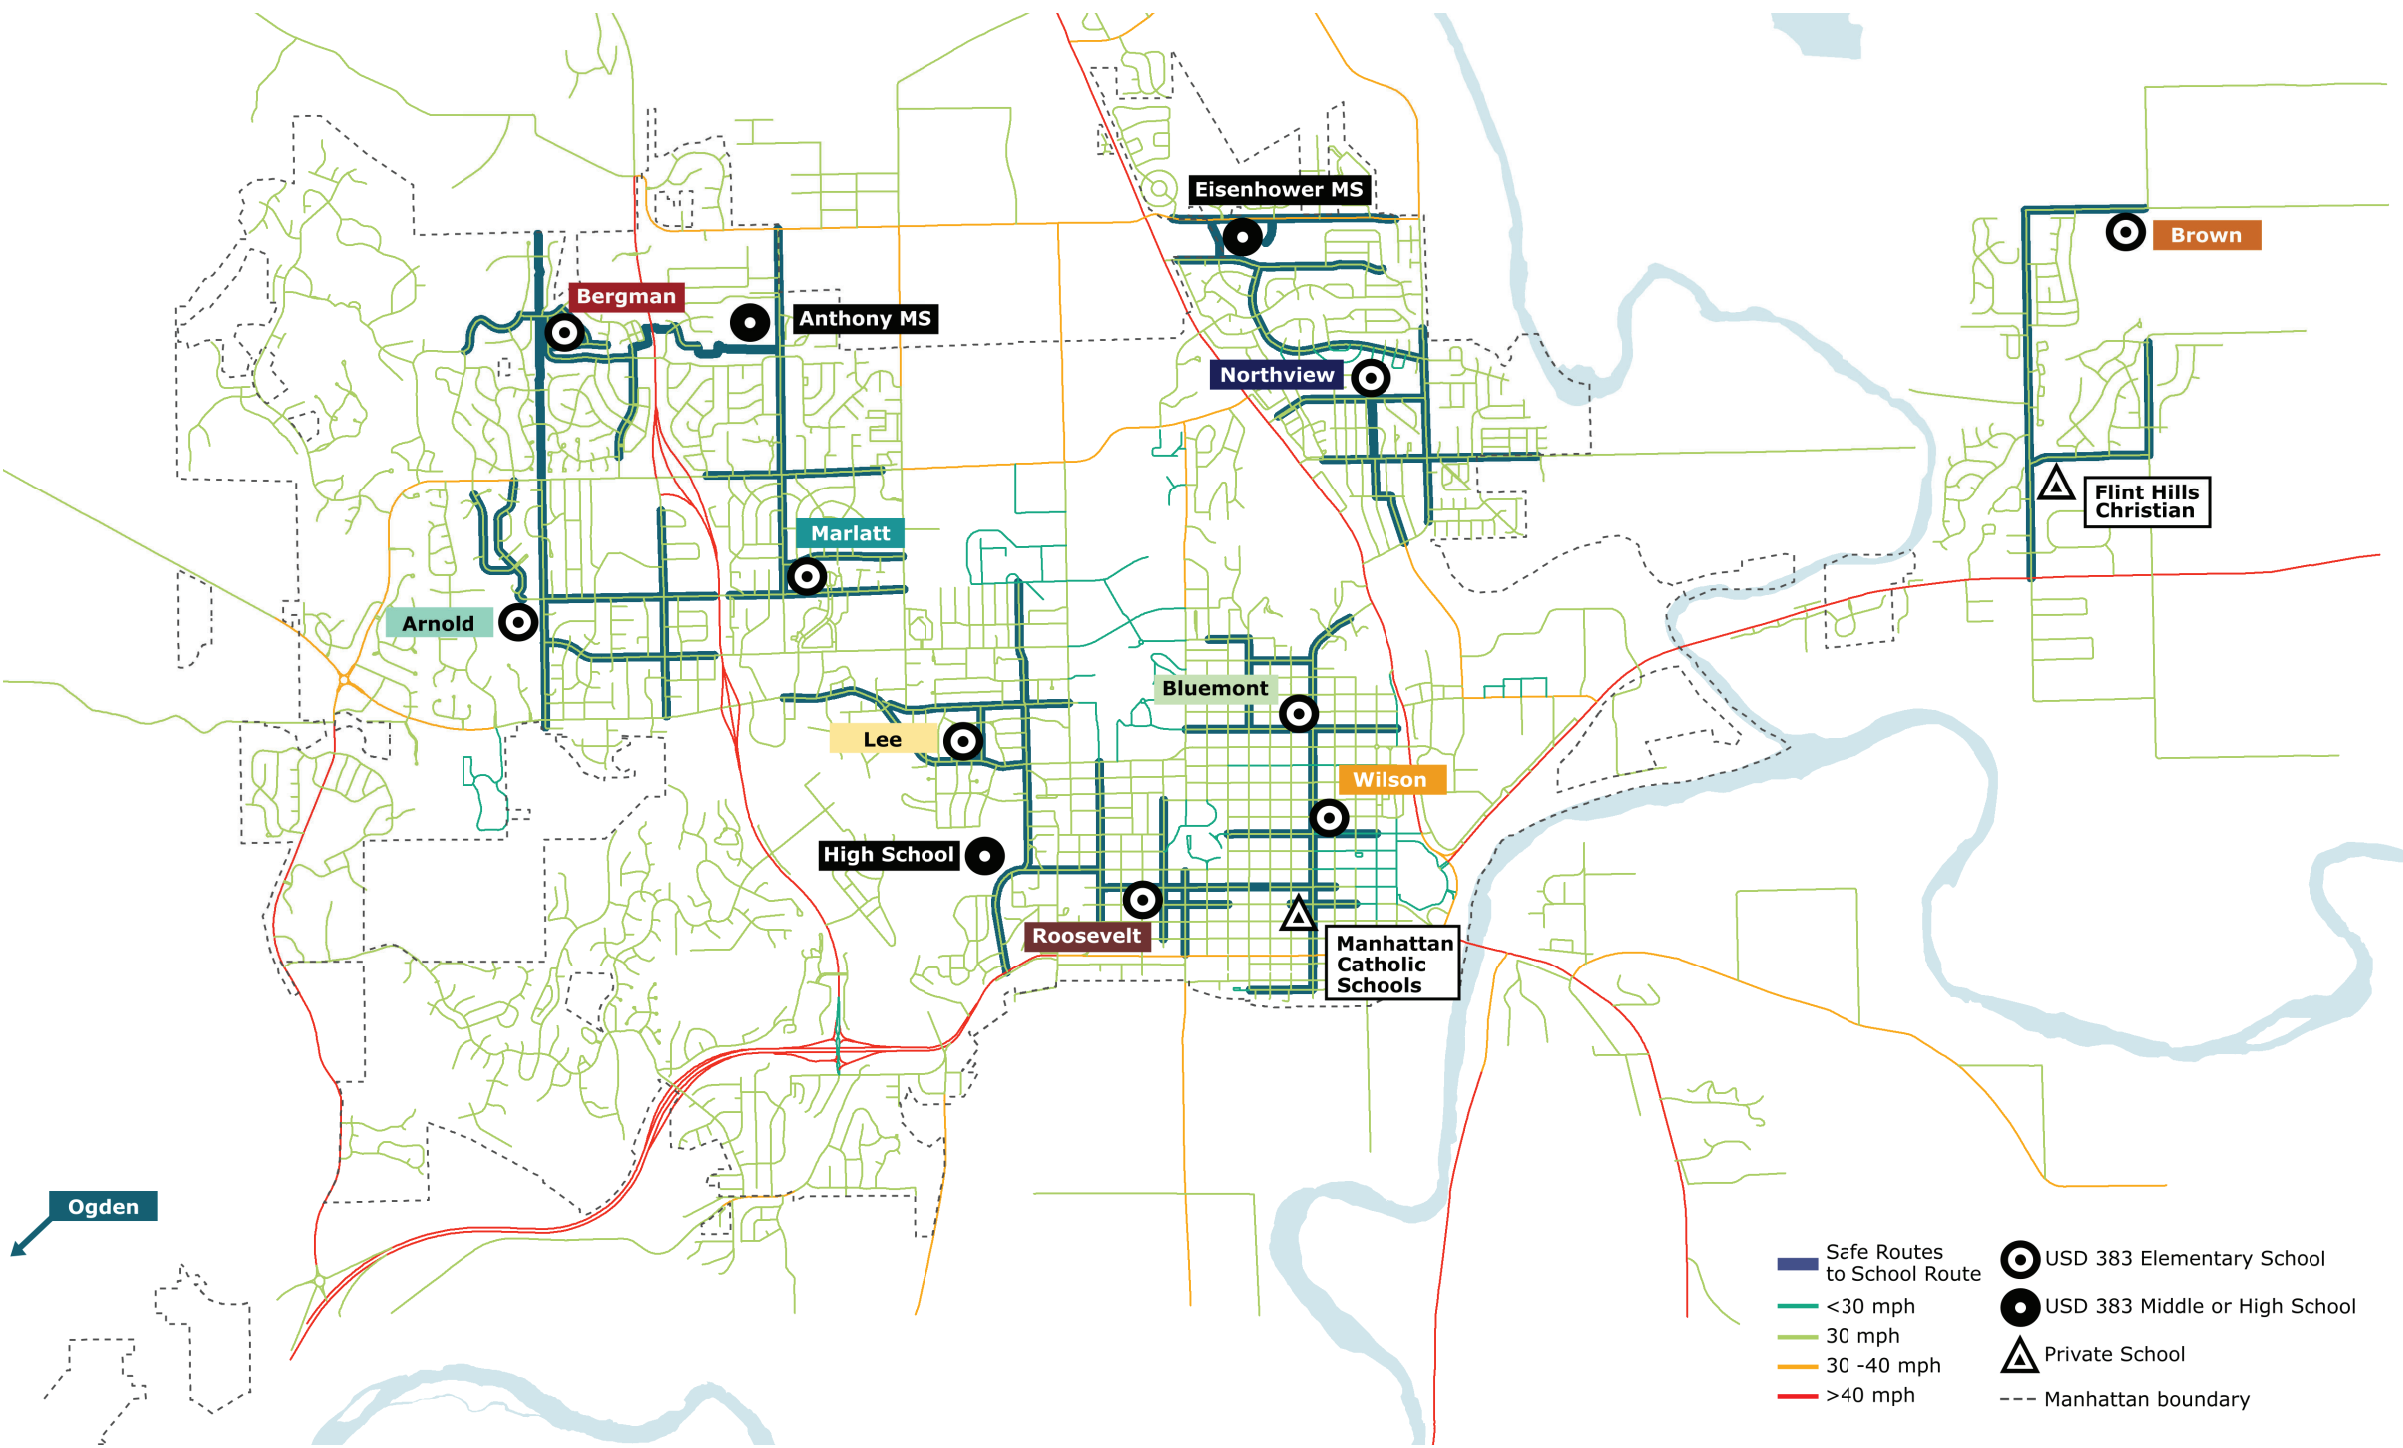 Eisenhower MS
Brown
Bergman
Anthony MS
Northview
Flint Hills
Christian
Marlatt
Arnold
Bluemont
Lee
Wilson
High School
Roosevelt
Manhattan
Catholic
Schools
Ogden
Safe Routes
to School Route
<30 mph
30 mph
30 -40 mph
>40 mph
USD 383 Elementary School
USD 383 Middle or High School
Private School
Manhattan boundary